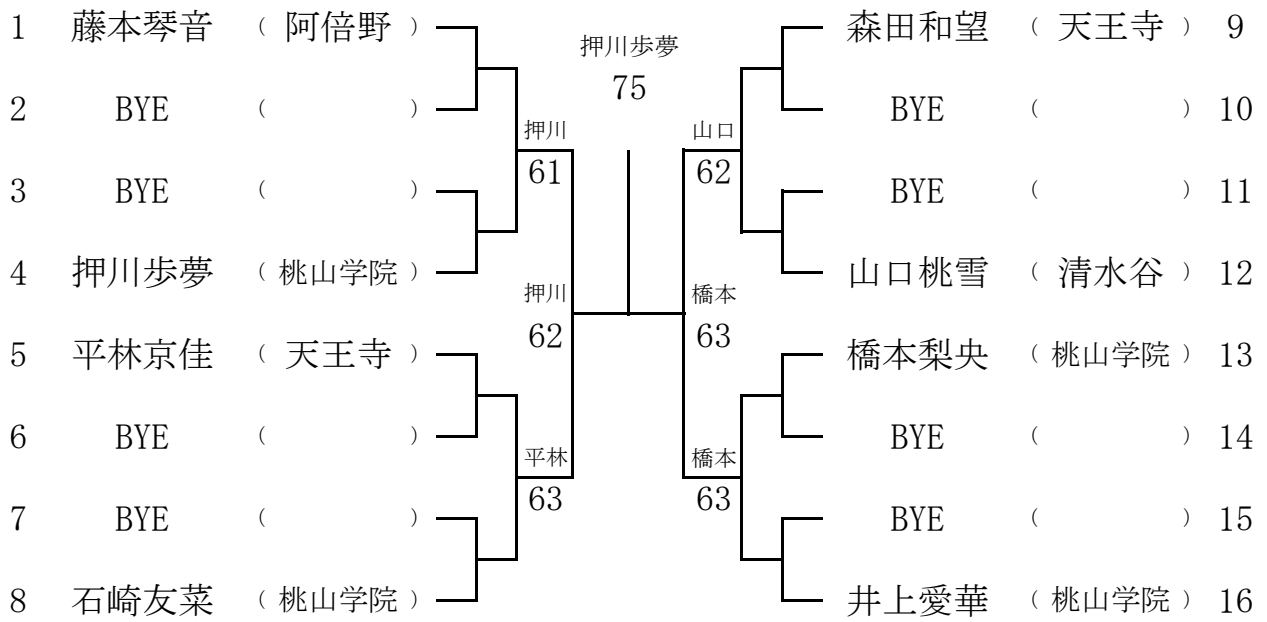 1 藤本琴音 （ 阿倍野 ）
2 BYE （ ）
3 BYE （ ）
4 押川歩夢 （ 桃山学院 ）
5 平林京佳 （ 天王寺 ）
6 BYE （ ）
7 BYE （ ）
8 石崎友菜 （ 桃山学院 ）
押川
61
平林
63
押川
62
押川歩夢
75
山口
62
橋本
63
橋本
63
森田和望 （ 天王寺 ） 9
BYE （ ） 10
BYE （ ） 11
山口桃雪 （ 清水谷 ） 12
橋本梨央 （ 桃山学院 ） 13
BYE （ ） 14
BYE （ ） 15
井上愛華 （ 桃山学院 ） 16